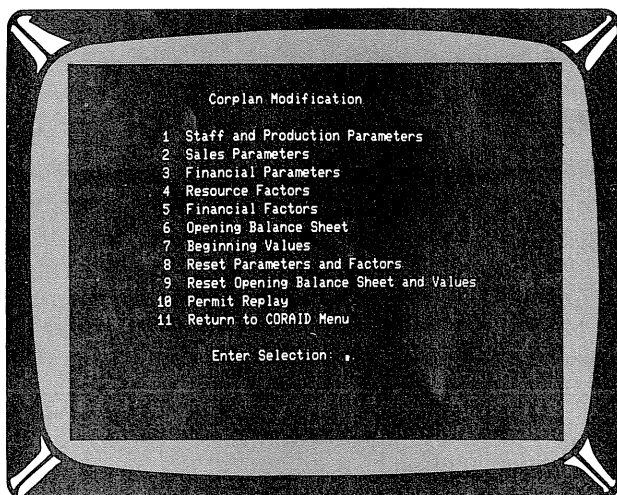 Corplan Modification
1 Staff and Production Parameters
2 Sales Parameters
3 Financial Parameters
4 Resource Factors
5 Financial Factors
6 Opening Balance Sheet
7 Beginning Values
8 Reset Parameters and Factors
9 Reset Opening Balance Sheet and Values
10 Permit Replay
11 Return to CORAID Menu
Enter Selection: